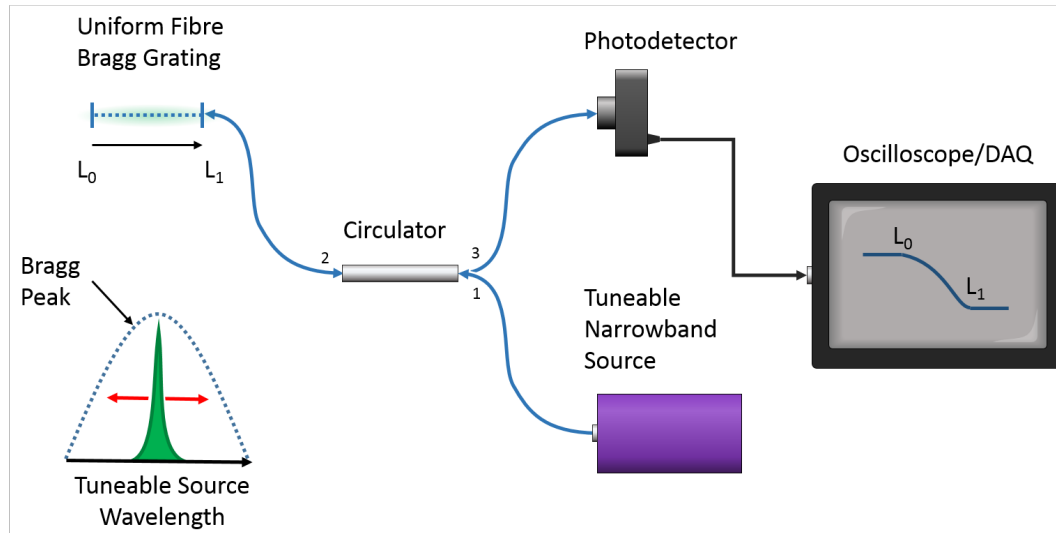 Uniform Fibre
Bragg Grating
L₀
L₁
Photodetector
Oscilloscope/DAQ
L₀
L₁
Circulator
2
3
1
Bragg
Peak
Tuneable
Narrowband
Source
Tuneable Source
Wavelength